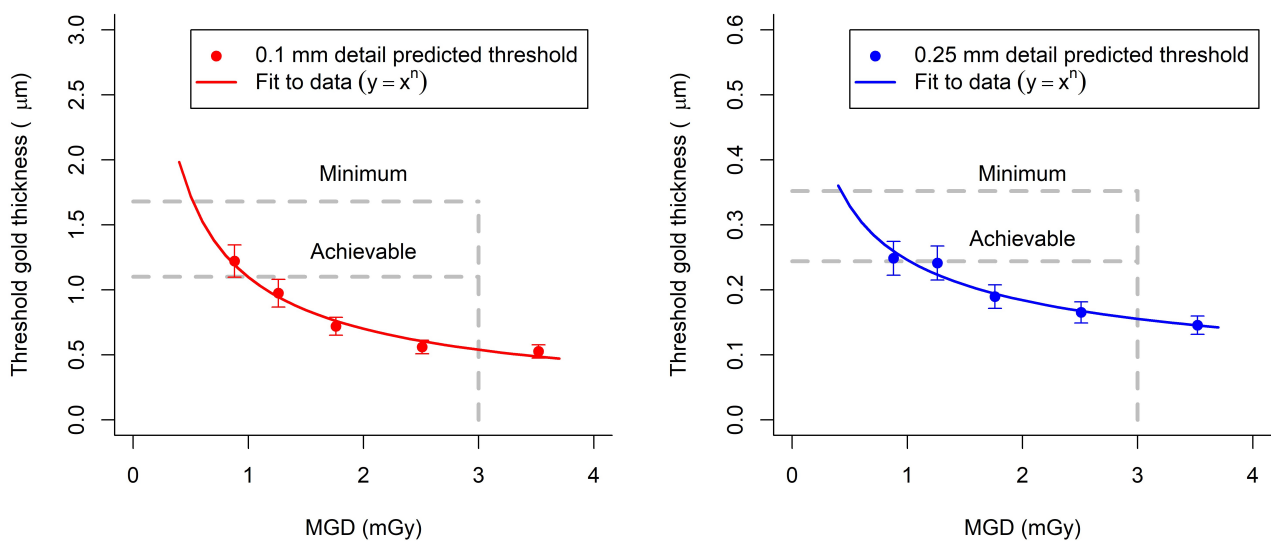 0.1 mm detail predicted threshold
Fit to data (y = xⁿ)
Minimum
Achievable
Threshold gold thickness ( μm)
0.0 0.5 1.0 1.5 2.0 2.5 3.0
0 1 2 3 4
MGD (mGy)
0.25 mm detail predicted threshold
Fit to data (y = xⁿ)
Minimum
Achievable
Threshold gold thickness ( μm)
0.0 0.1 0.2 0.3 0.4 0.5 0.6
0 1 2 3 4
MGD (mGy)